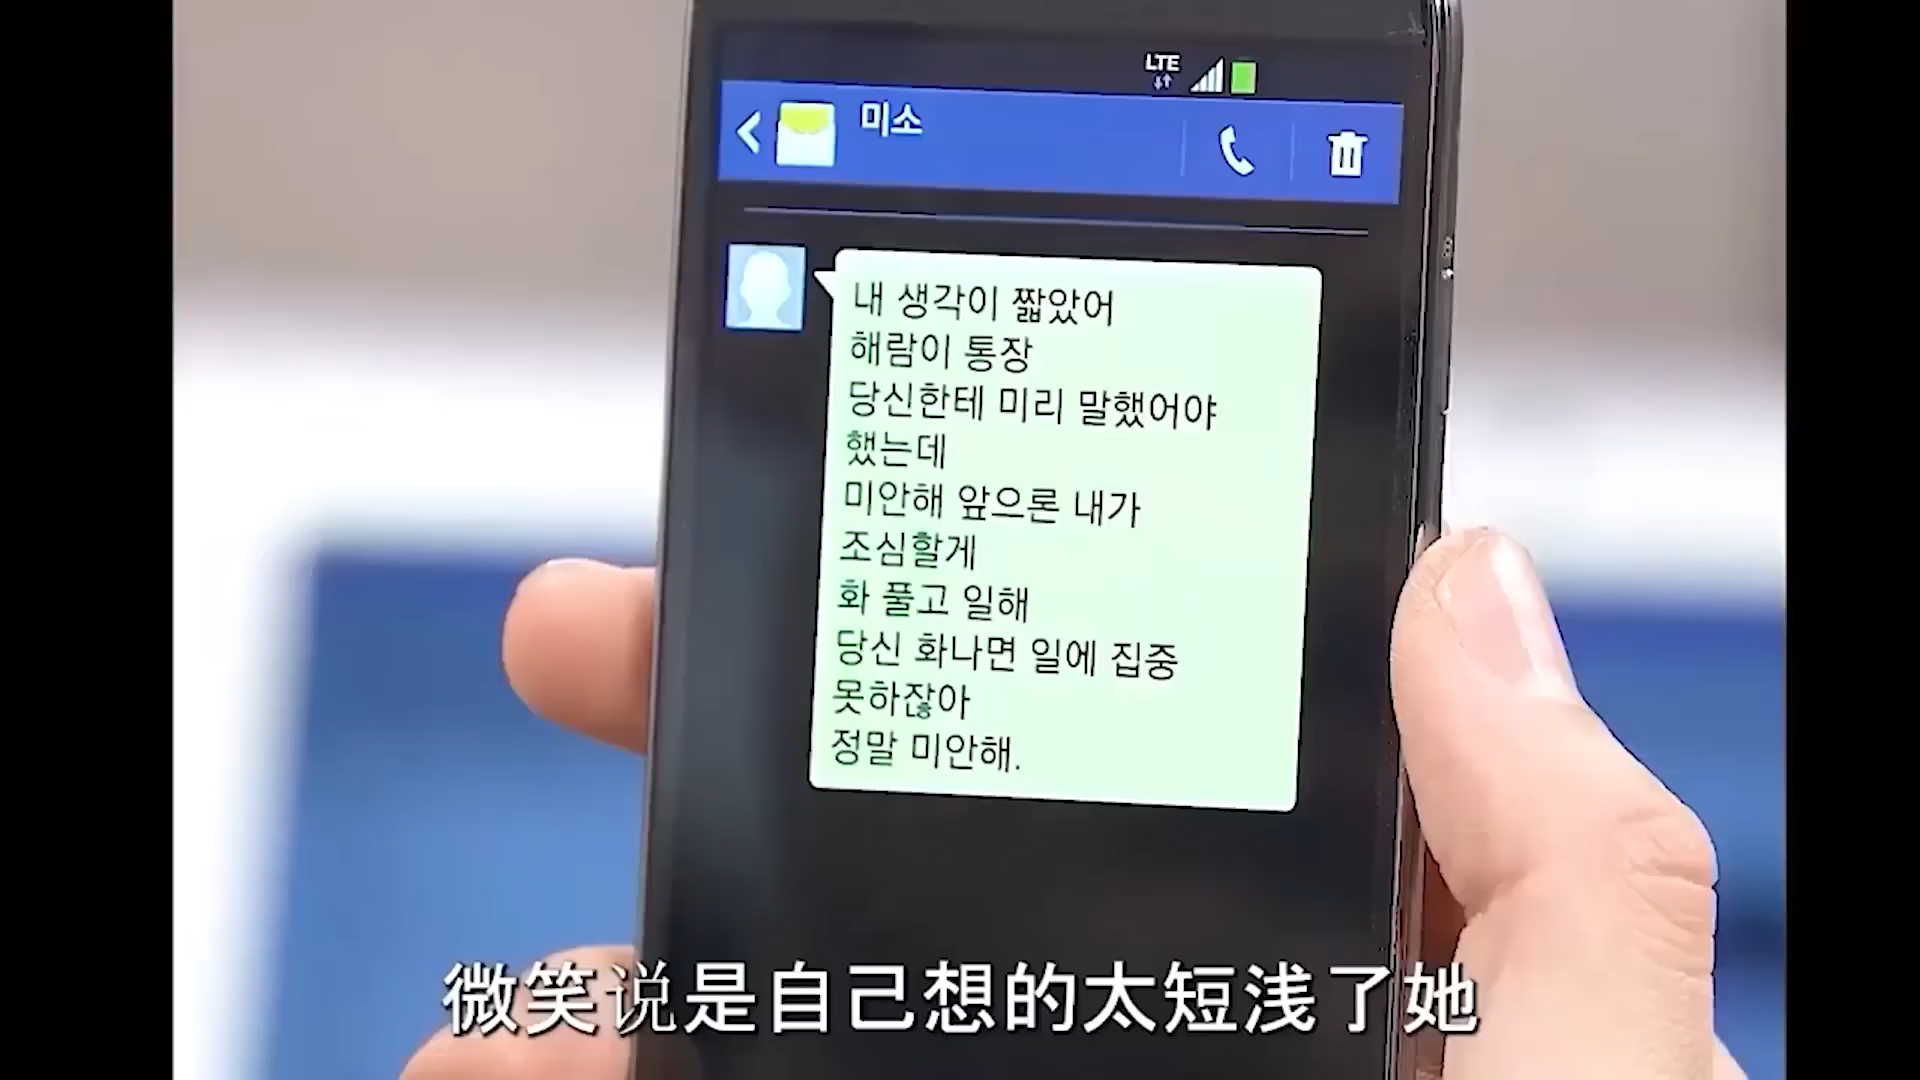 LTE
미소
내 생각이 짧았어
해람이 통장
당신한테 미리 말했어야
했는데
미안해 앞으론 내가
조심할게
화 풀고 일해
당신 화나면 일에 집중
못하잖아
정말 미안해.
微笑说是自己想的太短浅了她